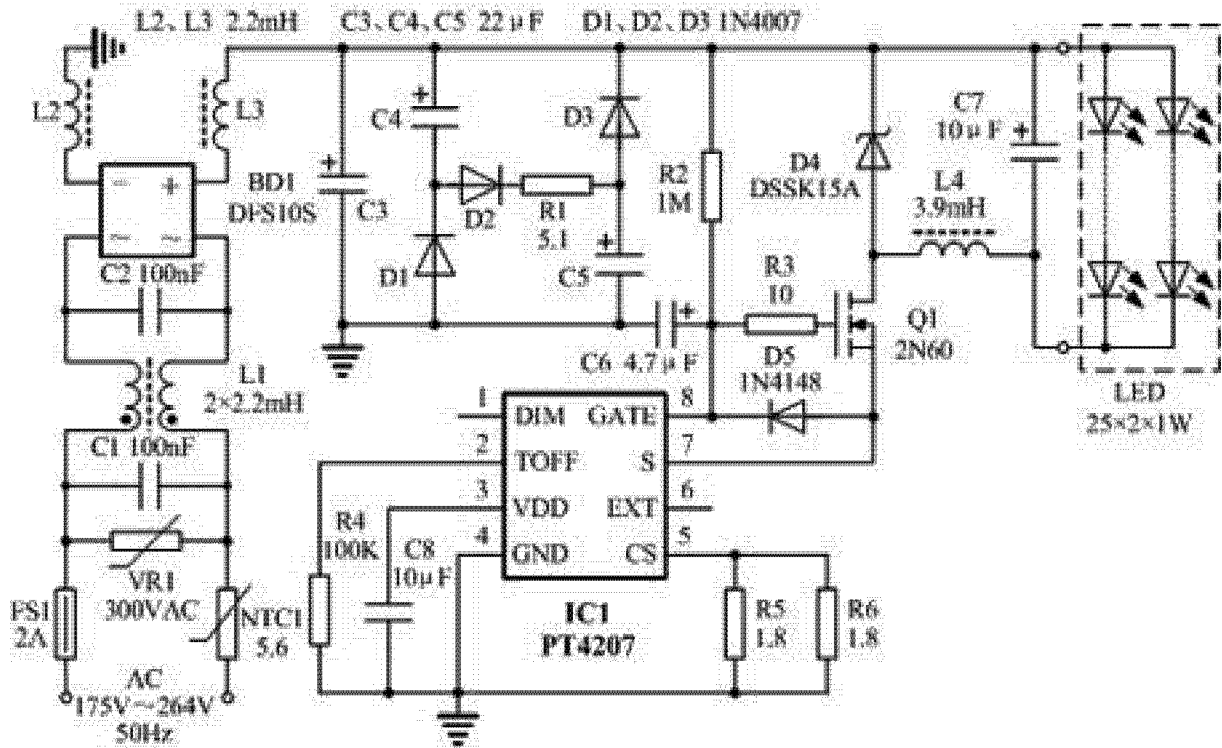 L2、L3 2.2mH C3、C4、C5 22μF D1、D2、D3 1N4007
L2
L3
BD1
DFS10S
C2 100nF
L1
2×2.2mH
C1 100nF
VR1
300VAC
FS1
2A
NTC1
5.6
AC
175V～264V
50Hz
C3
C4
D1
D2
R1
5.1
D3
C5
C6 4.7μF
R2
1M
D4
DSSK15A
L4
3.9mH
C7
10μF
R3
10
Q1
2N60
D5
1N4148
LED
25×2×1W
1 DIM GATE 8
2 TOFF S 7
3 VDD EXT 6
4 GND CS 5
IC1
PT4207
R4
100K
C8
10μF
R5
1.8
R6
1.8